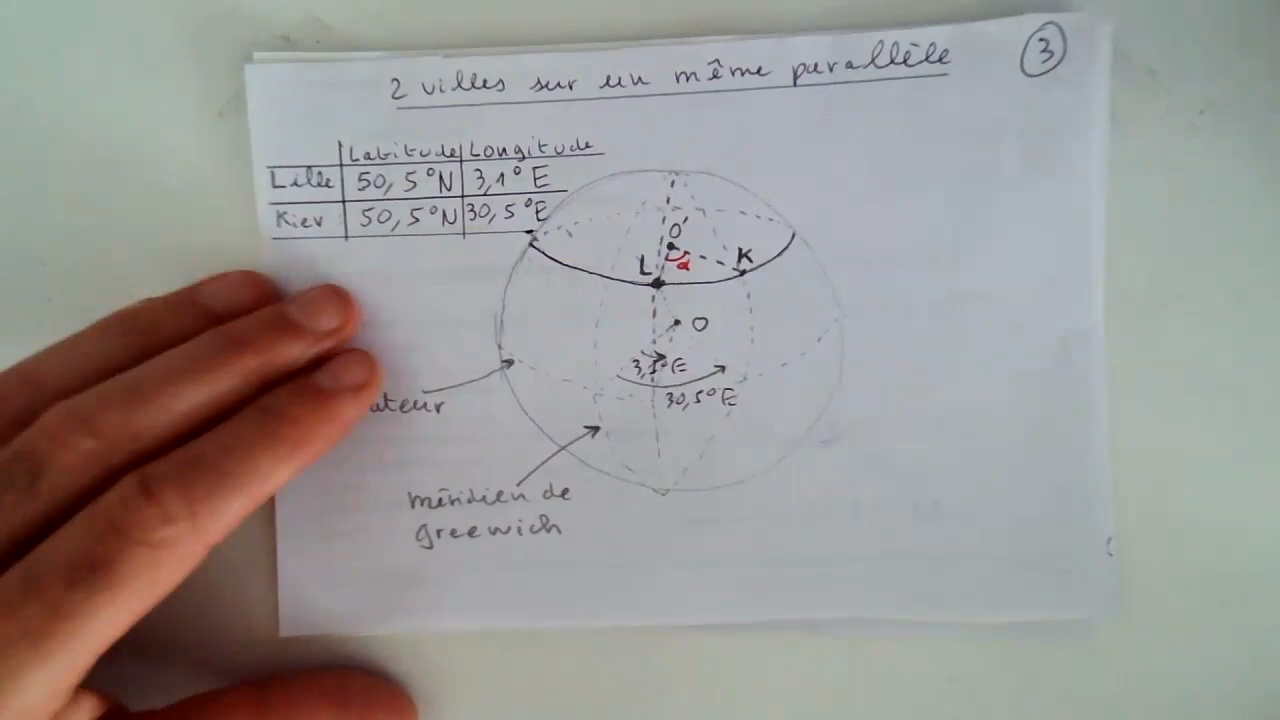 2 villes sur un même parallèle
3
Latitude Longitude
Lille 50,5°N 3,1°E
Kiev 50,5°N 30,5°E
O'
L α K
O
3,1°E
30,5°E
ateur
méridien de
greewich